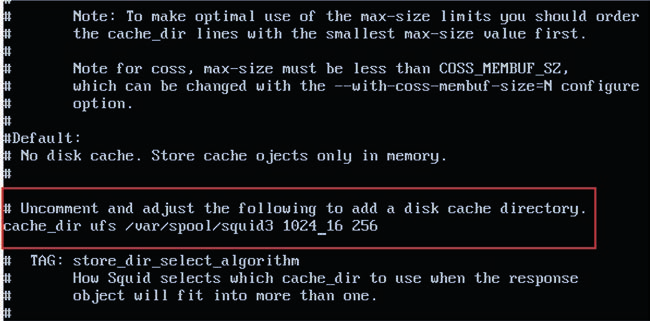 #
# Note: To make optimal use of the max-size limits you should order
# the cache_dir lines with the smallest max-size value first.
#
# Note for coss, max-size must be less than COSS_MEMBUF_SZ,
# which can be changed with the --with-coss-membuf-size=N configure
# option.
#
#Default:
# No disk cache. Store cache ojects only in memory.
#
# Uncomment and adjust the following to add a disk cache directory.
cache_dir ufs /var/spool/squid3 1024_16 256
# TAG: store_dir_select_algorithm
# How Squid selects which cache_dir to use when the response
# object will fit into more than one.
#